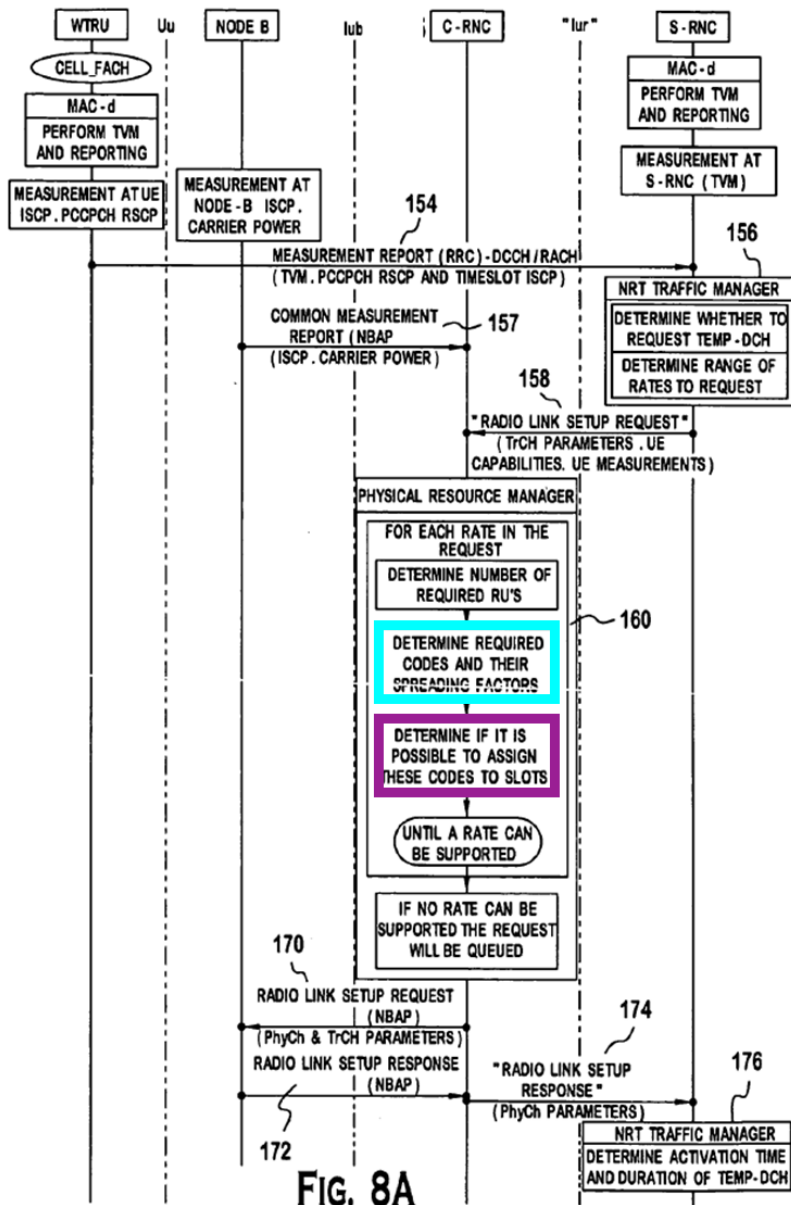 WTRU
Uu
NODE B
Iub
C-RNC
"Iur"
S-RNC
CELL_FACH
MAC-d
PERFORM TVM
AND REPORTING
MEASUREMENT AT UE
ISCP. PCCPCH RSCP
MEASUREMENT AT
NODE-B ISCP.
CARRIER POWER
MAC-d
PERFORM TVM
AND REPORTING
MEASUREMENT AT
S-RNC (TVM)
154
MEASUREMENT REPORT (RRC)-DCCH/RACH
(TVM. PCCPCH RSCP AND TIMESLOT ISCP)
156
NRT TRAFFIC MANAGER
DETERMINE WHETHER TO
REQUEST TEMP-DCH
DETERMINE RANGE OF
RATES TO REQUEST
COMMON MEASUREMENT
REPORT (NBAP
(ISCP. CARRIER POWER)
157
158
"RADIO LINK SETUP REQUEST"
(TrCH PARAMETERS . UE
CAPABILITIES. UE MEASUREMENTS)
PHYSICAL RESOURCE MANAGER
FOR EACH RATE IN THE
REQUEST
DETERMINE NUMBER OF
REQUIRED RU'S
160
DETERMINE REQUIRED
CODES AND THEIR
SPREADING FACTORS
DETERMINE IF IT IS
POSSIBLE TO ASSIGN
THESE CODES TO SLOTS
UNTIL A RATE CAN
BE SUPPORTED
IF NO RATE CAN BE
SUPPORTED THE REQUEST
WILL BE QUEUED
170
RADIO LINK SETUP REQUEST
(NBAP)
(PhyCh & TrCH PARAMETERS)
RADIO LINK SETUP RESPONSE
(NBAP)
172
174
"RADIO LINK SETUP
RESPONSE"
(PhyCh PARAMETERS)
176
NRT TRAFFIC MANAGER
DETERMINE ACTIVATION TIME
AND DURATION OF TEMP-DCH
FIG. 8A